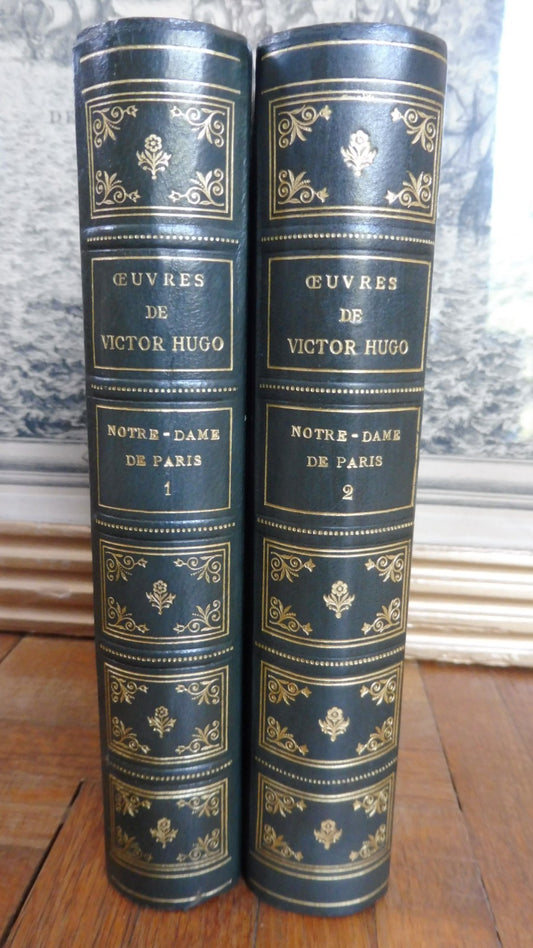 ŒUVRES
DE
VICTOR HUGO
NOTRE-DAME
DE PARIS
1
ŒUVRES
DE
VICTOR HUGO
NOTRE-DAME
DE PARIS
2